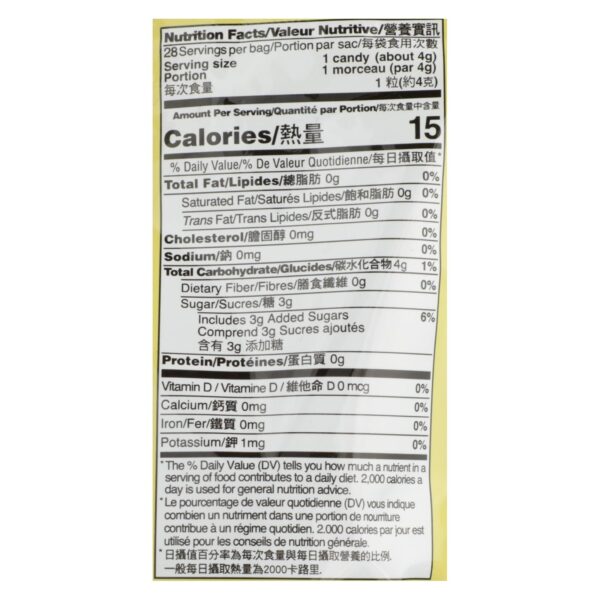 Nutrition Facts/Valeur Nutritive/營養資訊
28 Servings per bag/Portion par sac/每袋食用次數
Serving size 1 candy (about 4g)
Portion 1 morceau (par 4g)
每次食量 1 粒(約4克)
Amount Per Serving/Quantité par Portion/每次食量中含量
Calories/熱量 15
% Daily Value/% De Valeur Quotidienne/每日攝取值*
Total Fat/Lipides/總脂肪 0g 0%
Saturated Fat/Saturés Lipides/飽和脂肪 0g 0%
Trans Fat/Trans Lipides/反式脂肪 0g 0%
Cholesterol/膽固醇 0mg 0%
Sodium/鈉 0mg 0%
Total Carbohydrate/Glucides/碳水化合物 4g 1%
Dietary Fiber/Fibres/膳食纖維 0g 0%
Sugar/Sucres/糖 3g
Includes 3g Added Sugars 6%
Comprend 3g Sucres ajoutés
含有 3g 添加糖
Protein/Protéines/蛋白質 0g
Vitamin D / Vitamine D / 維他命 D 0 mcg 0%
Calcium/鈣質 0mg 0%
Iron/Fer/鐵質 0mg 0%
Potassium/鉀 1mg 0%
*The % Daily Value (DV) tells you how much a nutrient in a
serving of food contributes to a daily diet. 2,000 calories a
day is used for general nutrition advice.
*Le pourcentage de valeur quotidienne (DV) vous indique
combien un nutriment dans une portion de nourriture
contribue à un régime quotidien. 2.000 calories par jour est
utilisé pour les conseils de nutrition générale.
*日攝值百分率為每次食量與每日攝取營養的比例.
一般每日攝取熱量為2000卡路里.